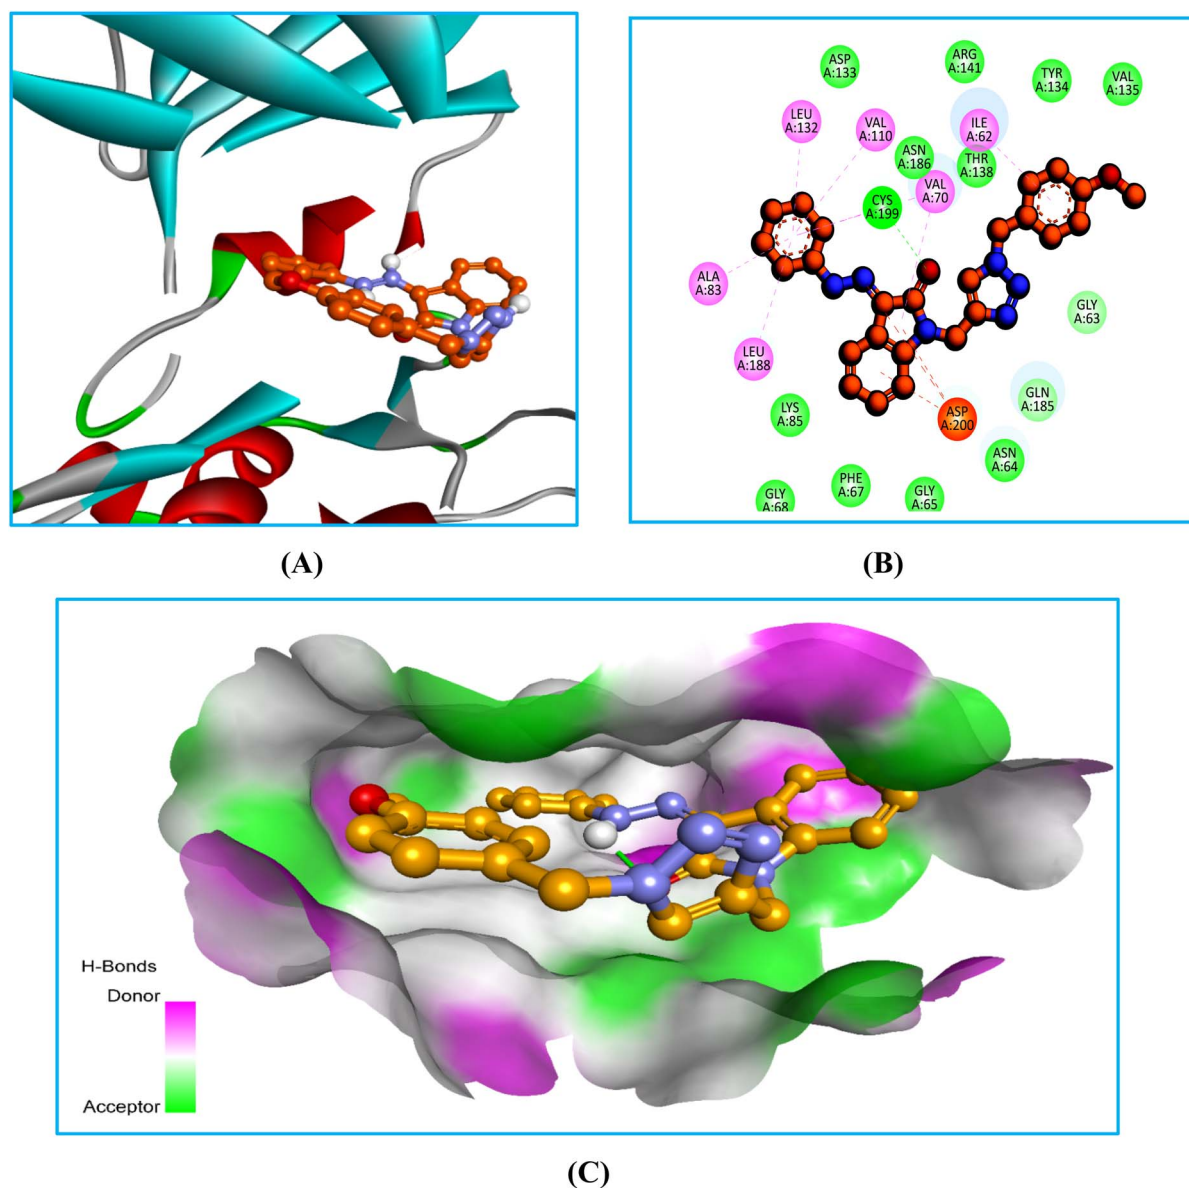 ASP
A:133
ARG
A:141
TYR
A:134
VAL
A:135
LEU
A:132
VAL
A:110
ILE
A:62
ASN
A:186
THR
A:138
VAL
A:70
CYS
A:199
ALA
A:83
GLY
A:63
LEU
A:188
GLN
A:185
LYS
A:85
ASP
A:200
ASN
A:64
PHE
A:67
GLY
A:65
GLY
A:68
(A)
(B)
H-Bonds
Donor
Acceptor
(C)